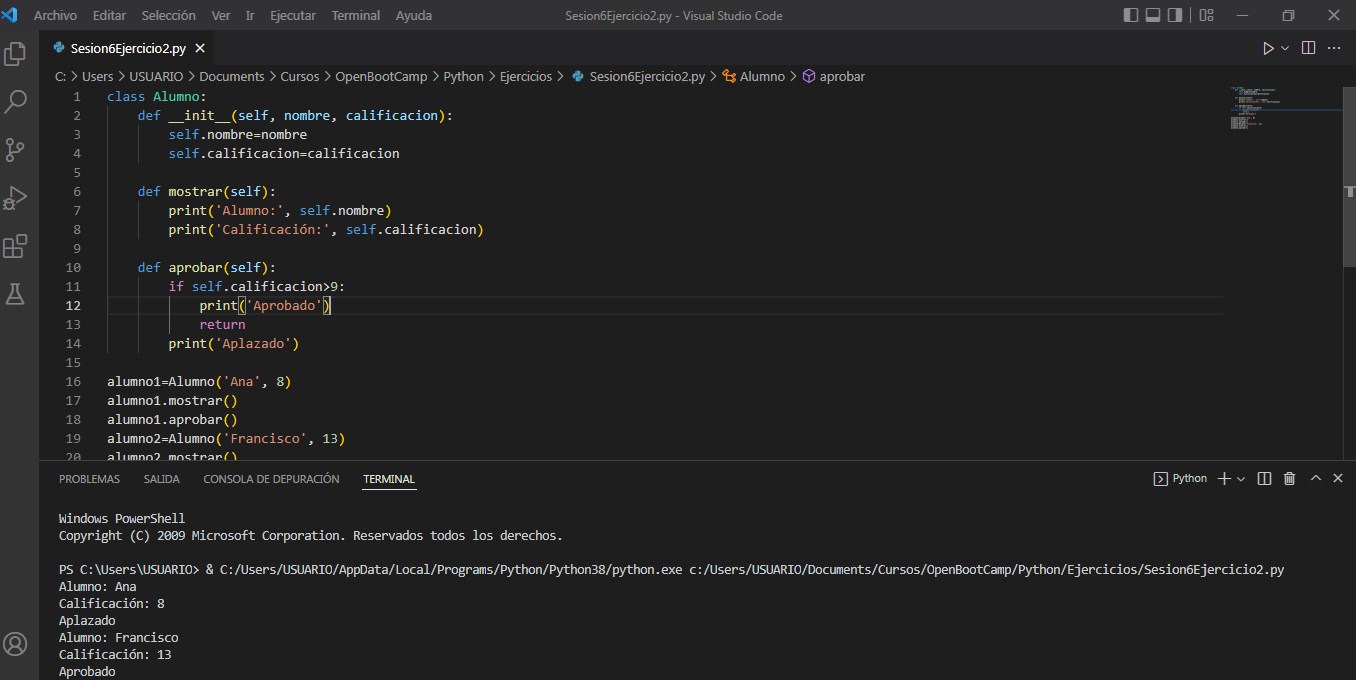 Archivo Editar Selección Ver Ir Ejecutar Terminal Ayuda Sesion6Ejercicio2.py - Visual Studio Code
Sesion6Ejercicio2.py
C: > Users > USUARIO > Documents > Cursos > OpenBootCamp > Python > Ejercicios > Sesion6Ejercicio2.py > Alumno > aprobar
1 class Alumno:
2     def __init__(self, nombre, calificacion):
3         self.nombre=nombre
4         self.calificacion=calificacion
5
6     def mostrar(self):
7         print('Alumno:', self.nombre)
8         print('Calificación:', self.calificacion)
9
10     def aprobar(self):
11         if self.calificacion>9:
12             print('Aprobado')
13             return
14         print('Aplazado')
15
16 alumno1=Alumno('Ana', 8)
17 alumno1.mostrar()
18 alumno1.aprobar()
19 alumno2=Alumno('Francisco', 13)
20 alumno2.mostrar()
PROBLEMAS SALIDA CONSOLA DE DEPURACIÓN TERMINAL Python
Windows PowerShell
Copyright (C) 2009 Microsoft Corporation. Reservados todos los derechos.
PS C:\Users\USUARIO> & C:/Users/USUARIO/AppData/Local/Programs/Python/Python38/python.exe c:/Users/USUARIO/Documents/Cursos/OpenBootCamp/Python/Ejercicios/Sesion6Ejercicio2.py
Alumno: Ana
Calificación: 8
Aplazado
Alumno: Francisco
Calificación: 13
Aprobado